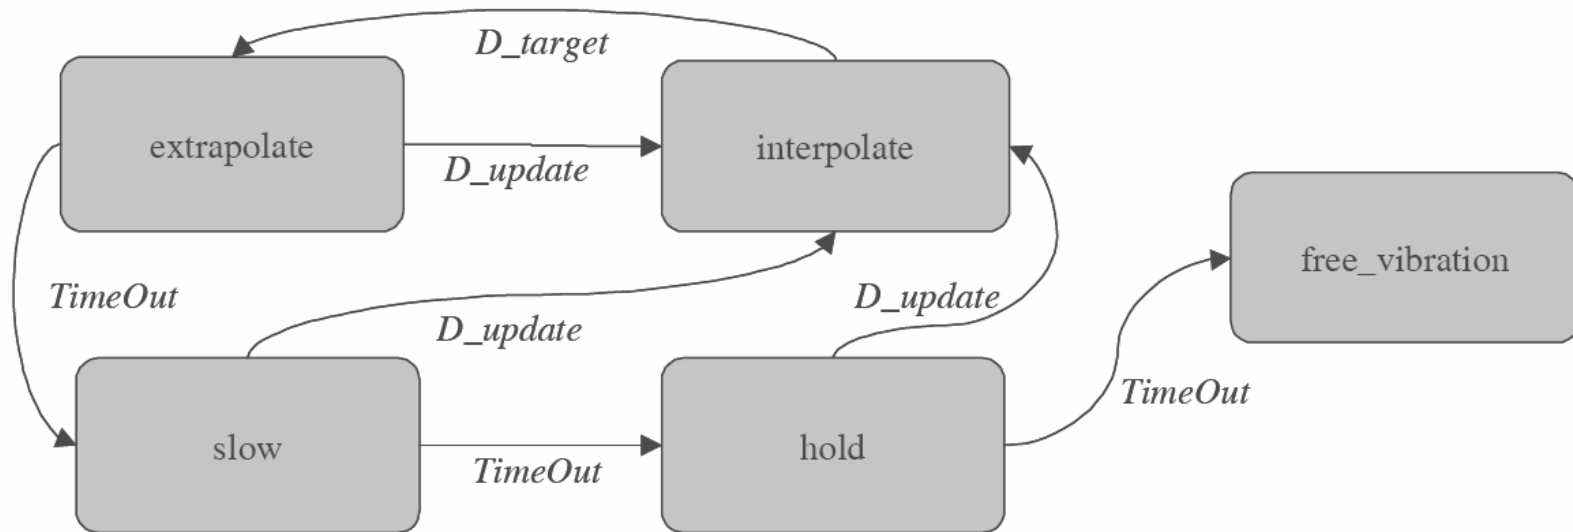 D_target
extrapolate
interpolate
D_update
free_vibration
TimeOut
D_update
D_update
TimeOut
slow
hold
TimeOut